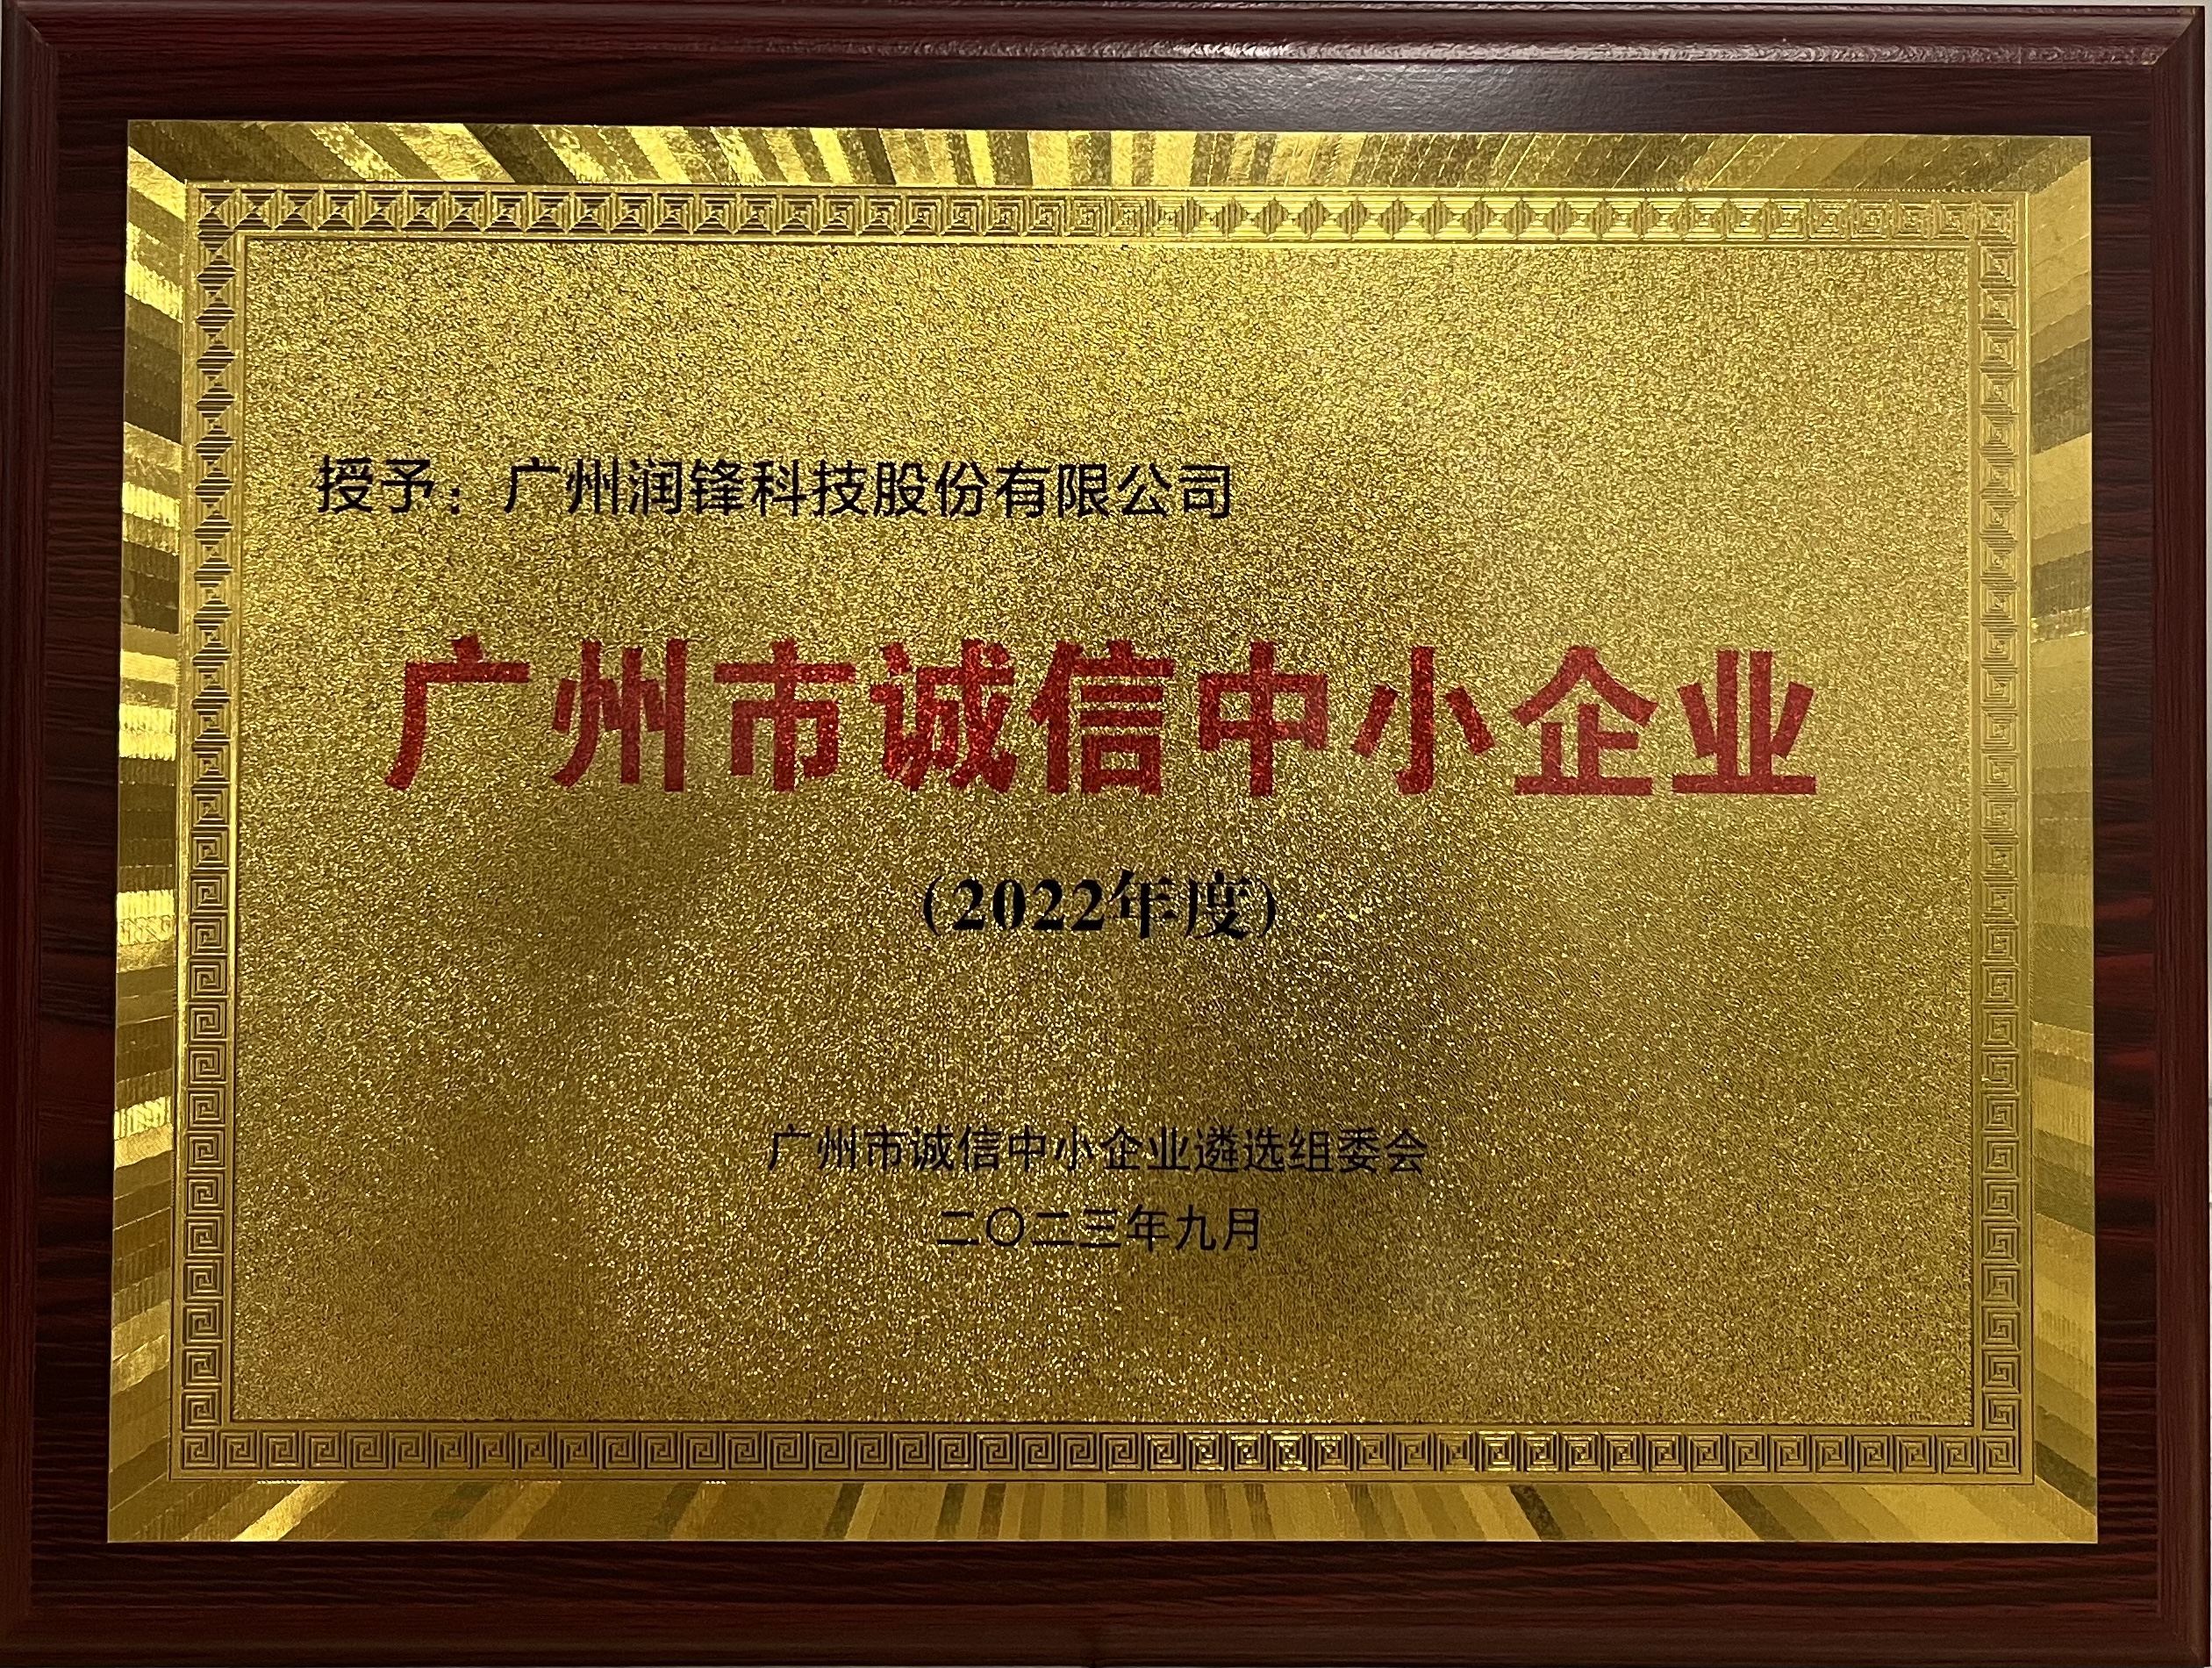 授予：广州润锋科技股份有限公司
广州市诚信中小企业
(2022年度)
广州市诚信中小企业遴选组委会
二〇二三年九月